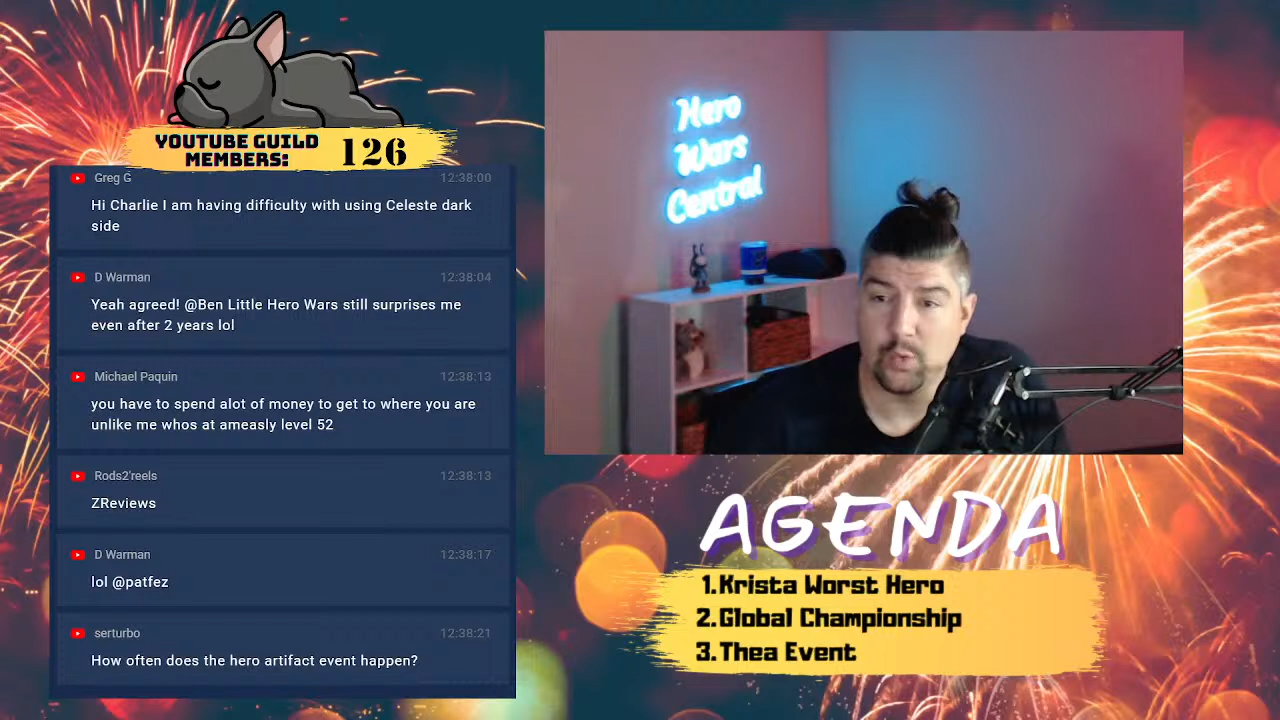 YOUTUBE GUILD
MEMBERS:
126
Greg G
12:38:00
Hi Charlie I am having difficulty with using Celeste dark
side
D Warman
12:38:04
Yeah agreed! @Ben Little Hero Wars still surprises me
even after 2 years lol
Michael Paquin
12:38:13
you have to spend alot of money to get to where you are
unlike me whos at ameasly level 52
Rods2'reels
12:38:13
ZReviews
D Warman
12:38:17
lol @patfez
serturbo
12:38:21
How often does the hero artifact event happen?
Hero
Wars
Central
AGENDA
1. Krista Worst Hero
2. Global Championship
3. Thea Event